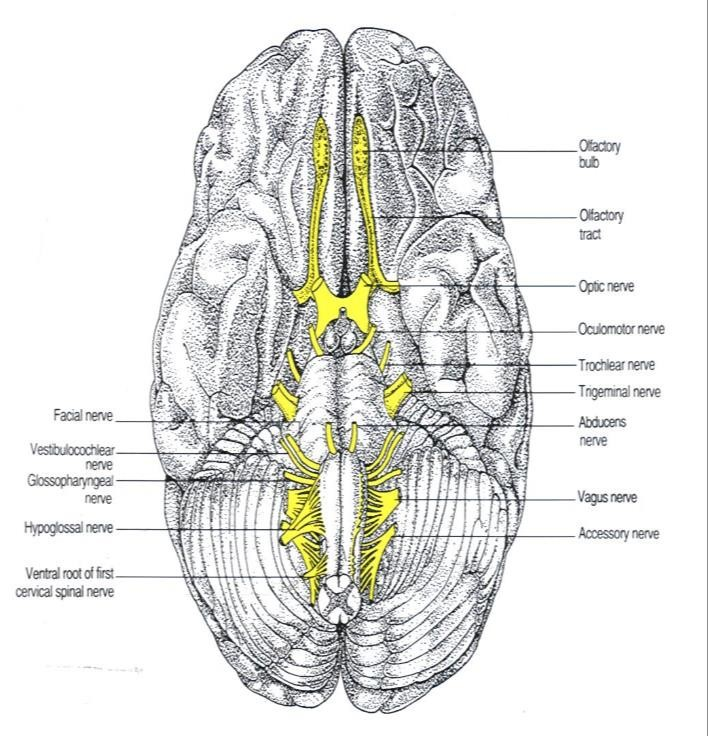 Olfactory
bulb
Olfactory
tract
Optic nerve
Oculomotor nerve
Trochlear nerve
Trigeminal nerve
Abducens
nerve
Vagus nerve
Accessory nerve
Facial nerve
Vestibulocochlear
nerve
Glossopharyngeal
nerve
Hypoglossal nerve
Ventral root of first
cervical spinal nerve